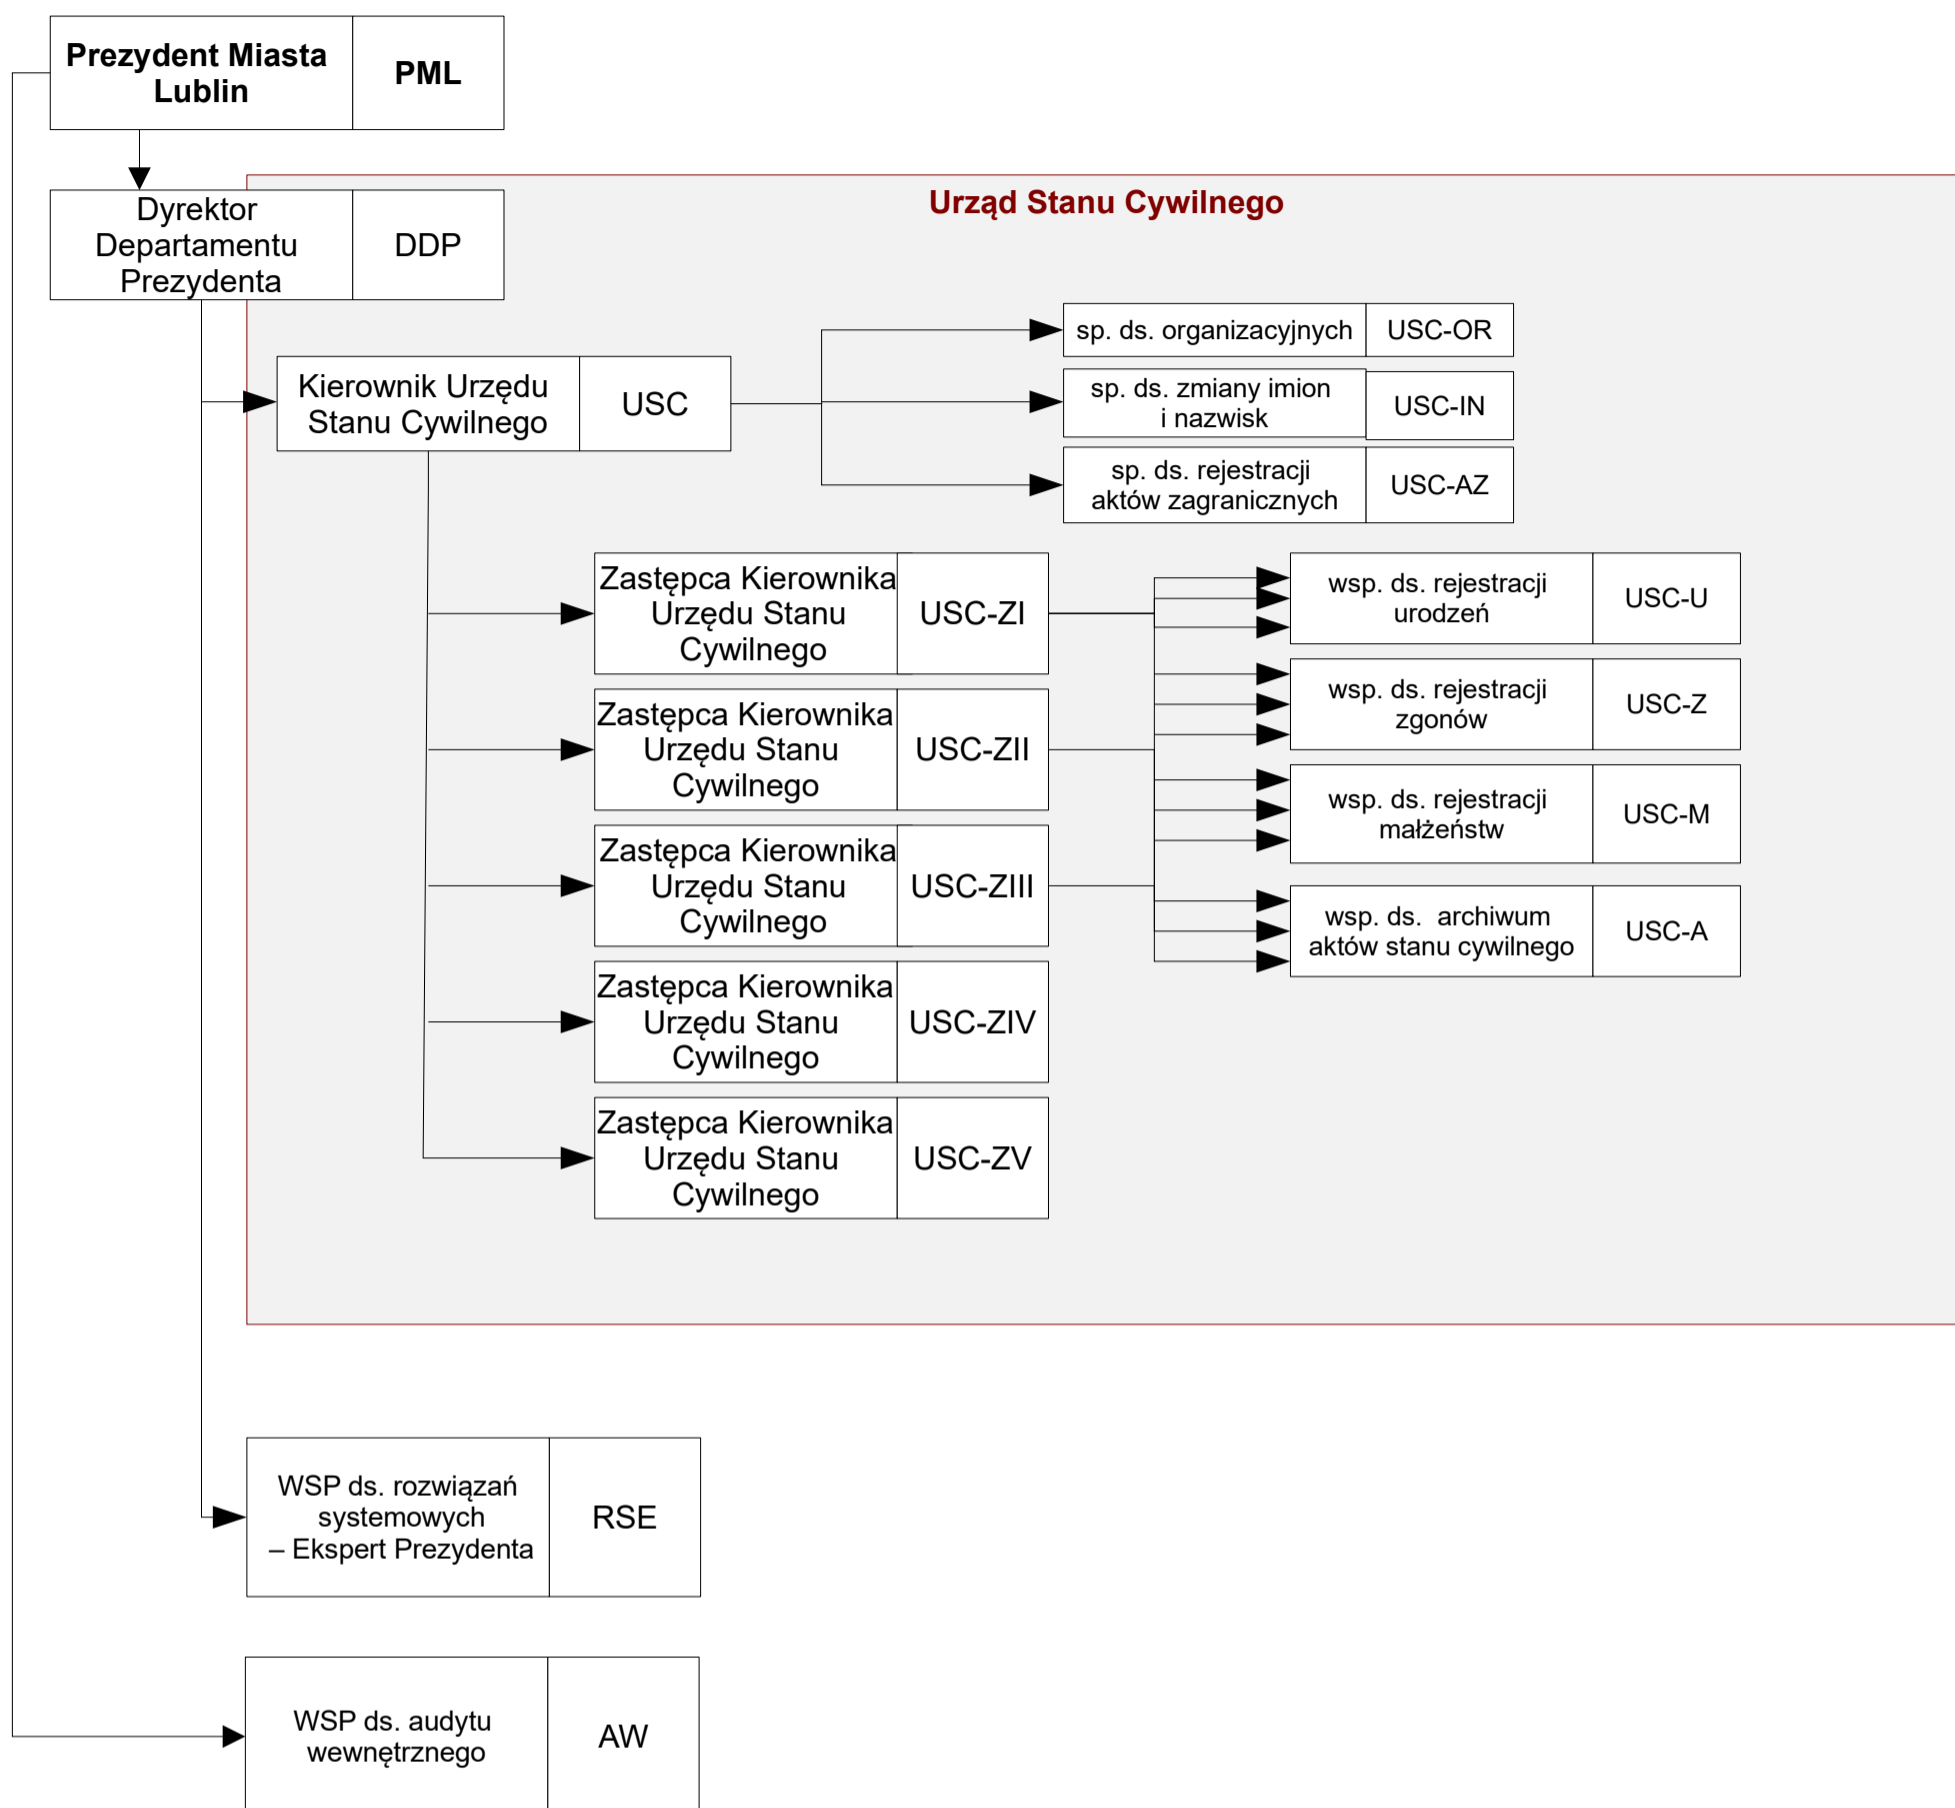 Prezydent Miasta
Lublin
PML
Dyrektor
Departamentu
Prezydenta
DDP
Urząd Stanu Cywilnego
Kierownik Urzędu
Stanu Cywilnego
USC
sp. ds. organizacyjnych
USC-OR
sp. ds. zmiany imion
i nazwisk
USC-IN
sp. ds. rejestracji
aktów zagranicznych
USC-AZ
Zastępca Kierownika
Urzędu Stanu
Cywilnego
USC-ZI
Zastępca Kierownika
Urzędu Stanu
Cywilnego
USC-ZII
Zastępca Kierownika
Urzędu Stanu
Cywilnego
USC-ZIII
Zastępca Kierownika
Urzędu Stanu
Cywilnego
USC-ZIV
Zastępca Kierownika
Urzędu Stanu
Cywilnego
USC-ZV
wsp. ds. rejestracji
urodzeń
USC-U
wsp. ds. rejestracji
zgonów
USC-Z
wsp. ds. rejestracji
małżeństw
USC-M
wsp. ds. archiwum
aktów stanu cywilnego
USC-A
WSP ds. rozwiązań
systemowych
– Ekspert Prezydenta
RSE
WSP ds. audytu
wewnętrznego
AW